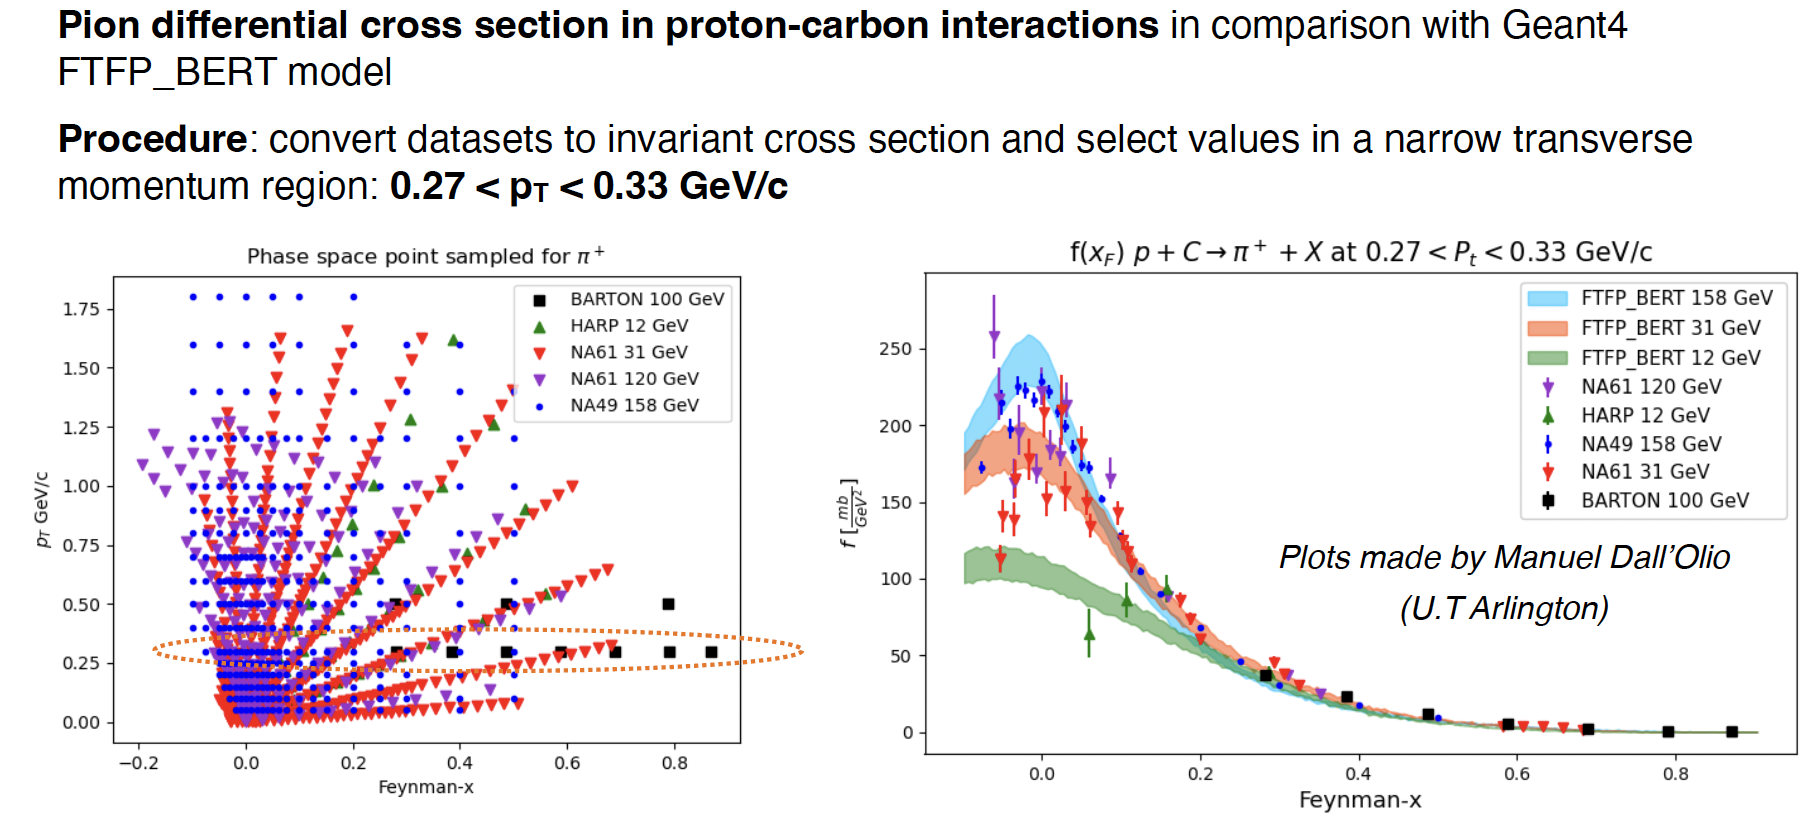 Pion differential cross section in proton-carbon interactions in comparison with Geant4
FTFP_BERT model
Procedure: convert datasets to invariant cross section and select values in a narrow transverse
momentum region: 0.27 < pT < 0.33 GeV/c
Phase space point sampled for π+
BARTON 100 GeV
HARP 12 GeV
NA61 31 GeV
NA61 120 GeV
NA49 158 GeV
1.75
1.50
1.25
1.00
0.75
0.50
0.25
0.00
pT GeV/c
−0.2 0.0 0.2 0.4 0.6 0.8
Feynman-x
f(xF) p + C → π+ + X at 0.27 < Pt < 0.33 GeV/c
FTFP_BERT 158 GeV
FTFP_BERT 31 GeV
FTFP_BERT 12 GeV
NA61 120 GeV
HARP 12 GeV
NA49 158 GeV
NA61 31 GeV
BARTON 100 GeV
250
200
150
100
50
0
f [mb/GeV2]
Plots made by Manuel Dall'Olio
(U.T Arlington)
0.0 0.2 0.4 0.6 0.8
Feynman-x